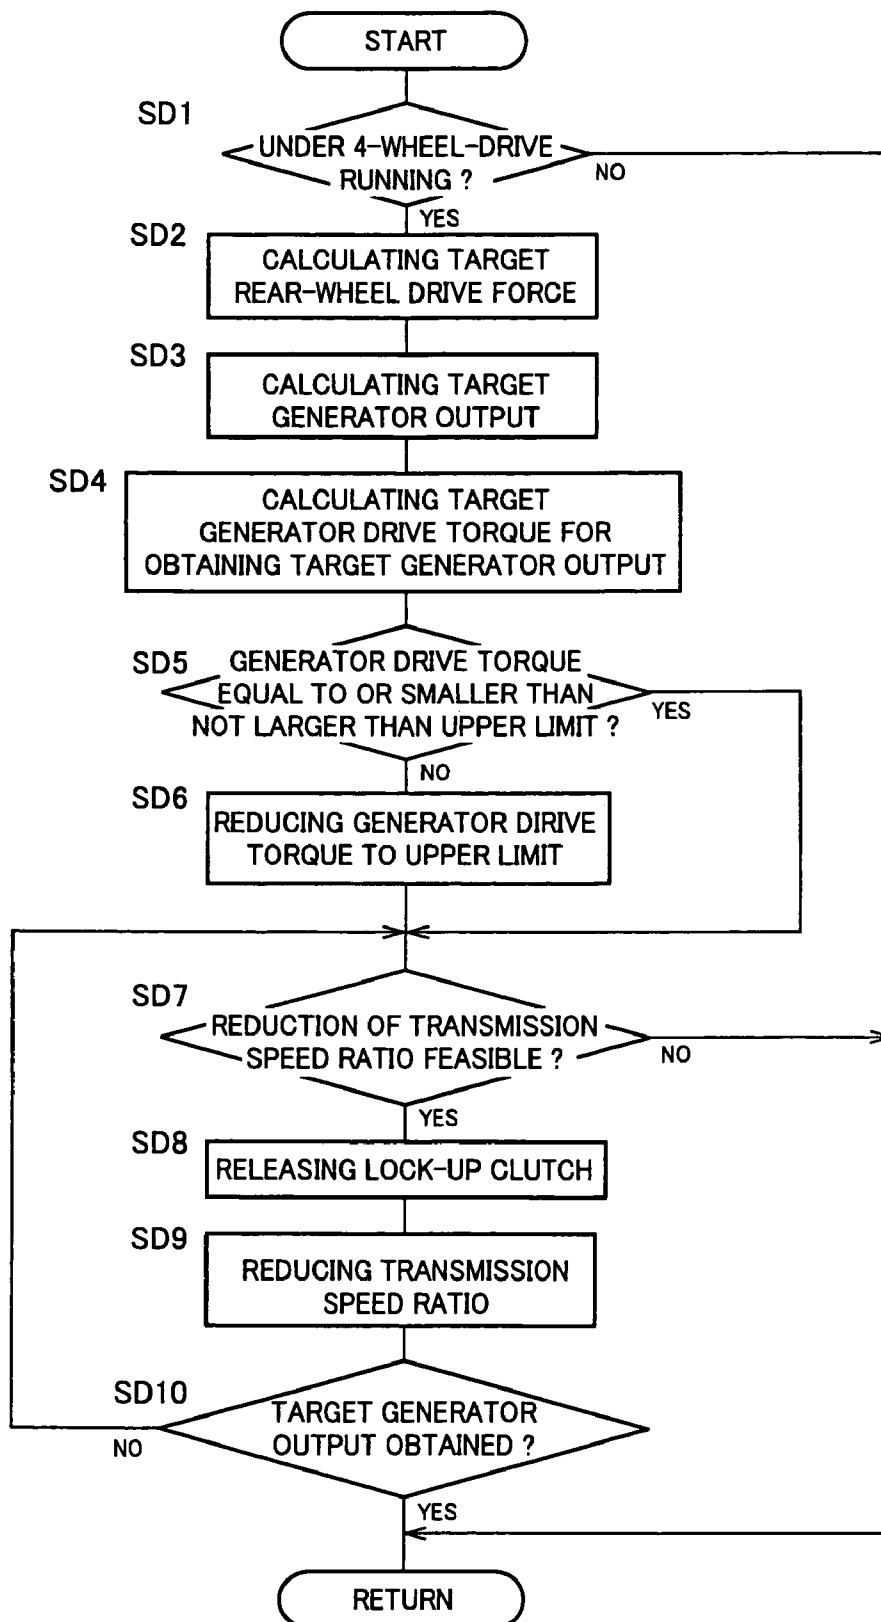 START
SD1
UNDER 4-WHEEL-DRIVE
RUNNING ?
NO
YES
SD2
CALCULATING TARGET
REAR-WHEEL DRIVE FORCE
SD3
CALCULATING TARGET
GENERATOR OUTPUT
SD4
CALCULATING TARGET
GENERATOR DRIVE TORQUE FOR
OBTAINING TARGET GENERATOR OUTPUT
SD5
GENERATOR DRIVE TORQUE
EQUAL TO OR SMALLER THAN
NOT LARGER THAN UPPER LIMIT ?
YES
NO
SD6
REDUCING GENERATOR DIRIVE
TORQUE TO UPPER LIMIT
SD7
REDUCTION OF TRANSMISSION
SPEED RATIO FEASIBLE ?
NO
YES
SD8
RELEASING LOCK-UP CLUTCH
SD9
REDUCING TRANSMISSION
SPEED RATIO
SD10
TARGET GENERATOR
OUTPUT OBTAINED ?
NO
YES
RETURN